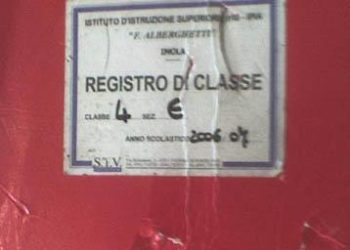 ISTITUTO D'ISTRUZIONE SUPERIORE
"F. ALBERGHETTI"
IMOLA
REGISTRO DI CLASSE
CLASSE 4 SEZ E
ANNO SCOLASTICO 2006.07
S.T.V.